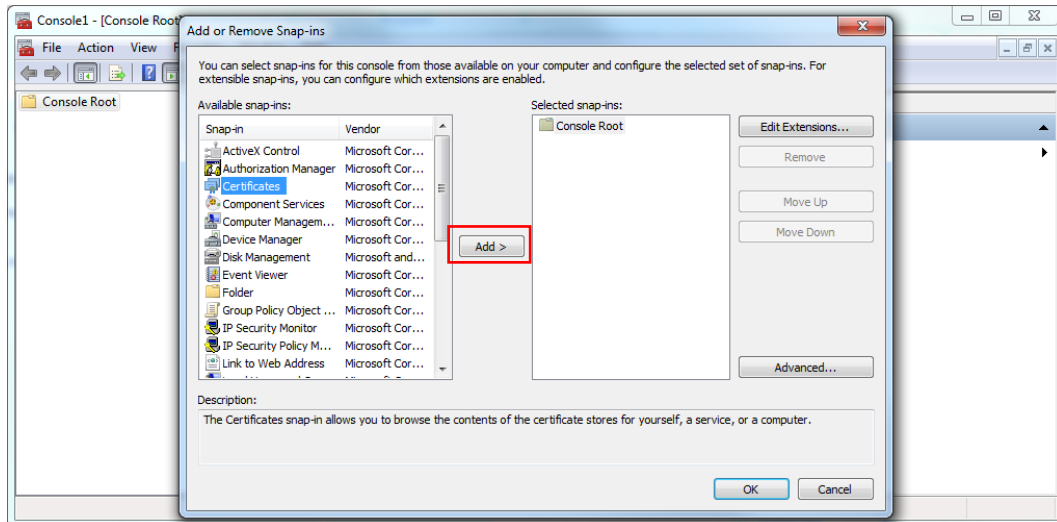 Console1 - [Console Root
Add or Remove Snap-ins
File Action View F
You can select snap-ins for this console from those available on your computer and configure the selected set of snap-ins. For
extensible snap-ins, you can configure which extensions are enabled.
Console Root
Available snap-ins:
Snap-in Vendor
ActiveX Control Microsoft Cor...
Authorization Manager Microsoft Cor...
Certificates Microsoft Cor...
Component Services Microsoft Cor...
Computer Managem... Microsoft Cor...
Device Manager Microsoft Cor...
Disk Management Microsoft and...
Event Viewer Microsoft Cor...
Folder Microsoft Cor...
Group Policy Object ... Microsoft Cor...
IP Security Monitor Microsoft Cor...
IP Security Policy M... Microsoft Cor...
Link to Web Address Microsoft Cor...
Add >
Selected snap-ins:
Console Root
Edit Extensions...
Remove
Move Up
Move Down
Advanced...
Description:
The Certificates snap-in allows you to browse the contents of the certificate stores for yourself, a service, or a computer.
OK Cancel